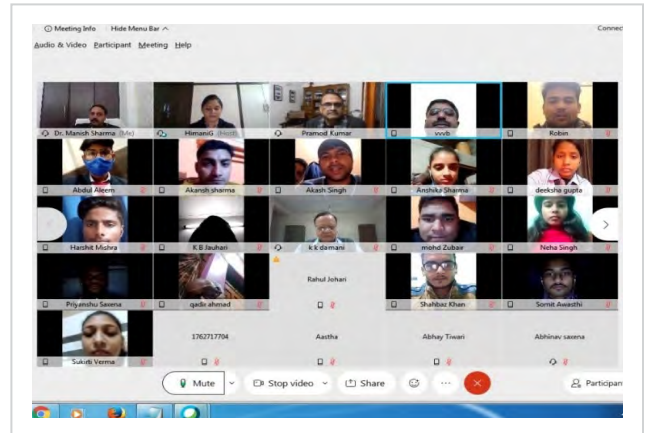 Meeting Info Hide Menu Bar Connec
Audio & Video Participant Meeting Help
Dr. Manish Sharma (Me) HimaniG (Host) Pramod Kumar vvvb Robin
Abdul Aleem Akansh sharma Akash Singh Anshika Sharma deeksha gupta
Harshit Mishra K B Jauhari k k damani mohd Zubair Neha Singh
Rahul Johari
Priyanshu Saxena qadir ahmad Shahbaz Khan Somit Awasthi
1762717704 Aastha Abhay Tiwari Abhinav saxena
Sukirti Verma
Mute Stop video Share Participan